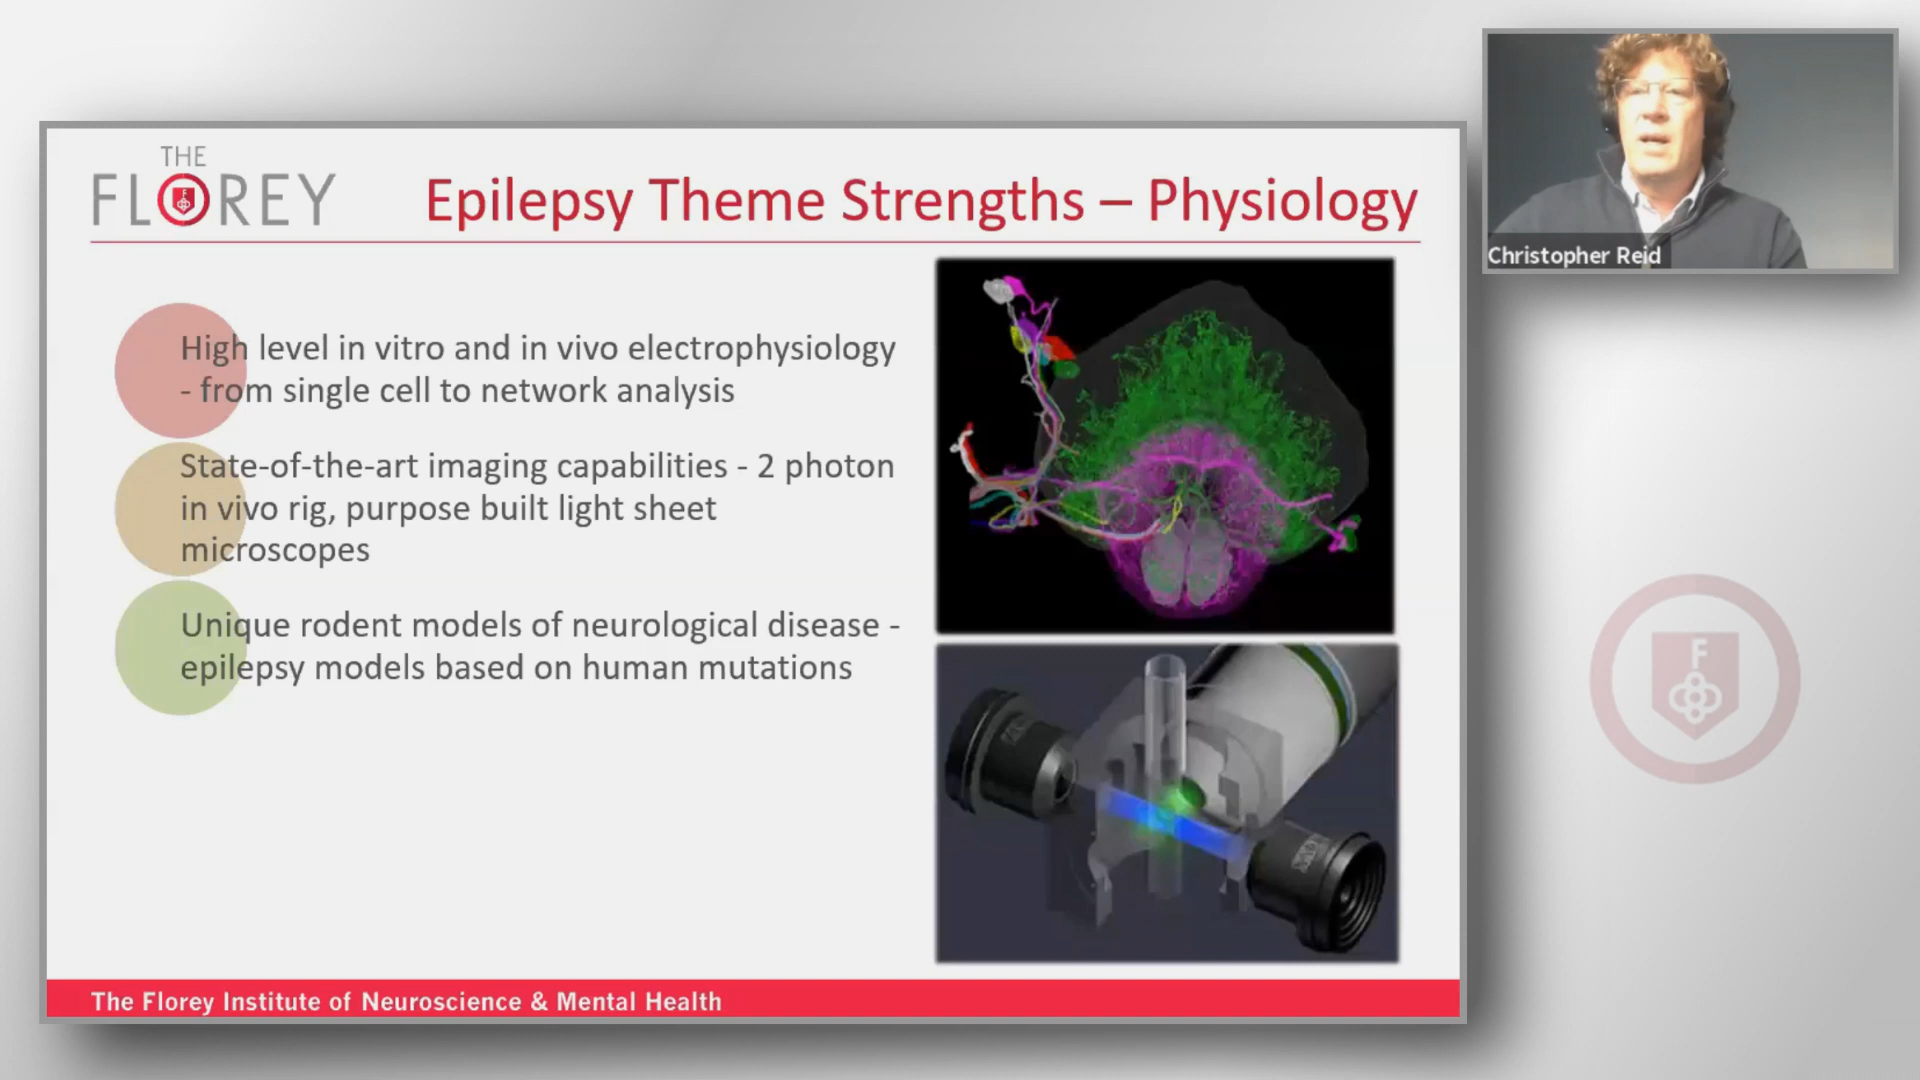 THE
FLOREY
Epilepsy Theme Strengths – Physiology
High level in vitro and in vivo electrophysiology
- from single cell to network analysis
State-of-the-art imaging capabilities - 2 photon
in vivo rig, purpose built light sheet
microscopes
Unique rodent models of neurological disease -
epilepsy models based on human mutations
The Florey Institute of Neuroscience & Mental Health
Christopher Reid
F